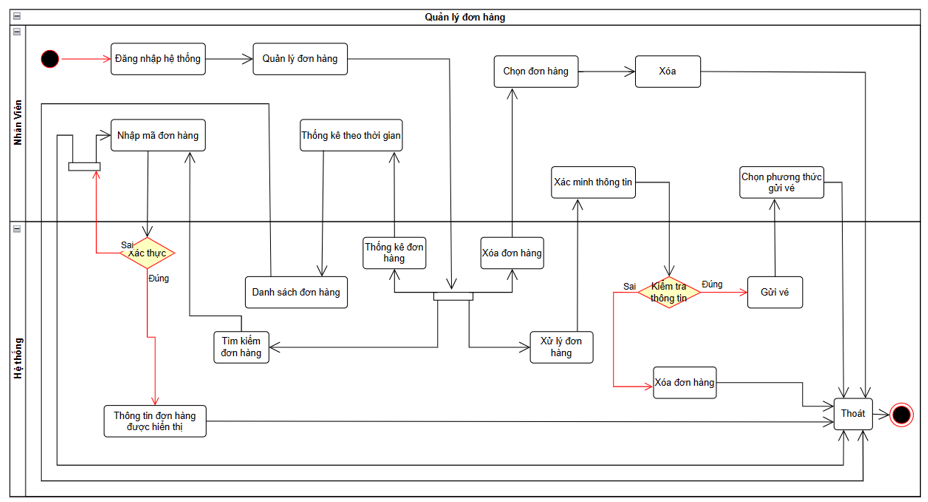 Quản lý đơn hàng
Nhân Viên
Đăng nhập hệ thống
Quản lý đơn hàng
Chọn đơn hàng
Xóa
Nhập mã đơn hàng
Thống kê theo thời gian
Xác minh thông tin
Chọn phương thức
gửi vé
Hệ thống
Sai
Xác thực
Đúng
Thống kê đơn
hàng
Xóa đơn hàng
Danh sách đơn hàng
Sai
Kiểm tra
thông tin
Đúng
Gửi vé
Tìm kiếm
đơn hàng
Xử lý đơn
hàng
Xóa đơn hàng
Thông tin đơn hàng
được hiển thị
Thoát